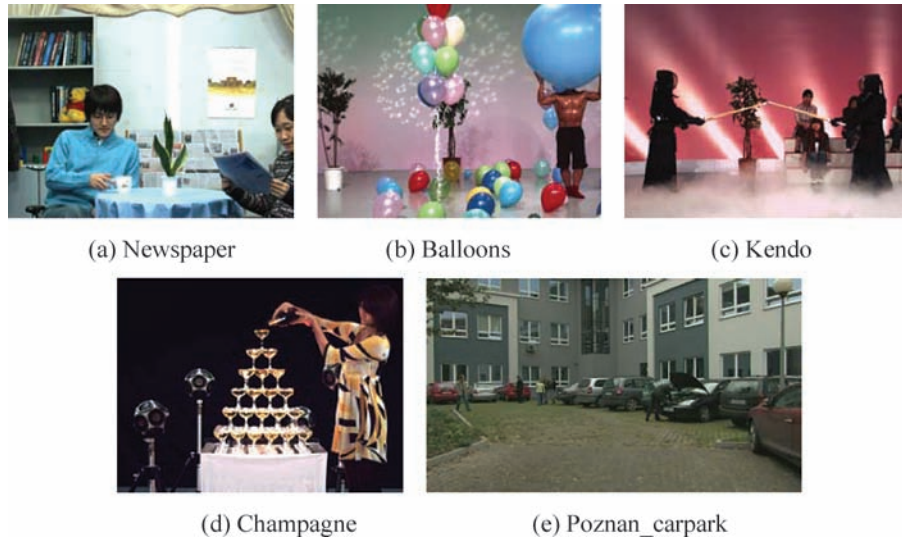 (a) Newspaper
(b) Balloons
(c) Kendo
(d) Champagne
(e) Poznan_carpark